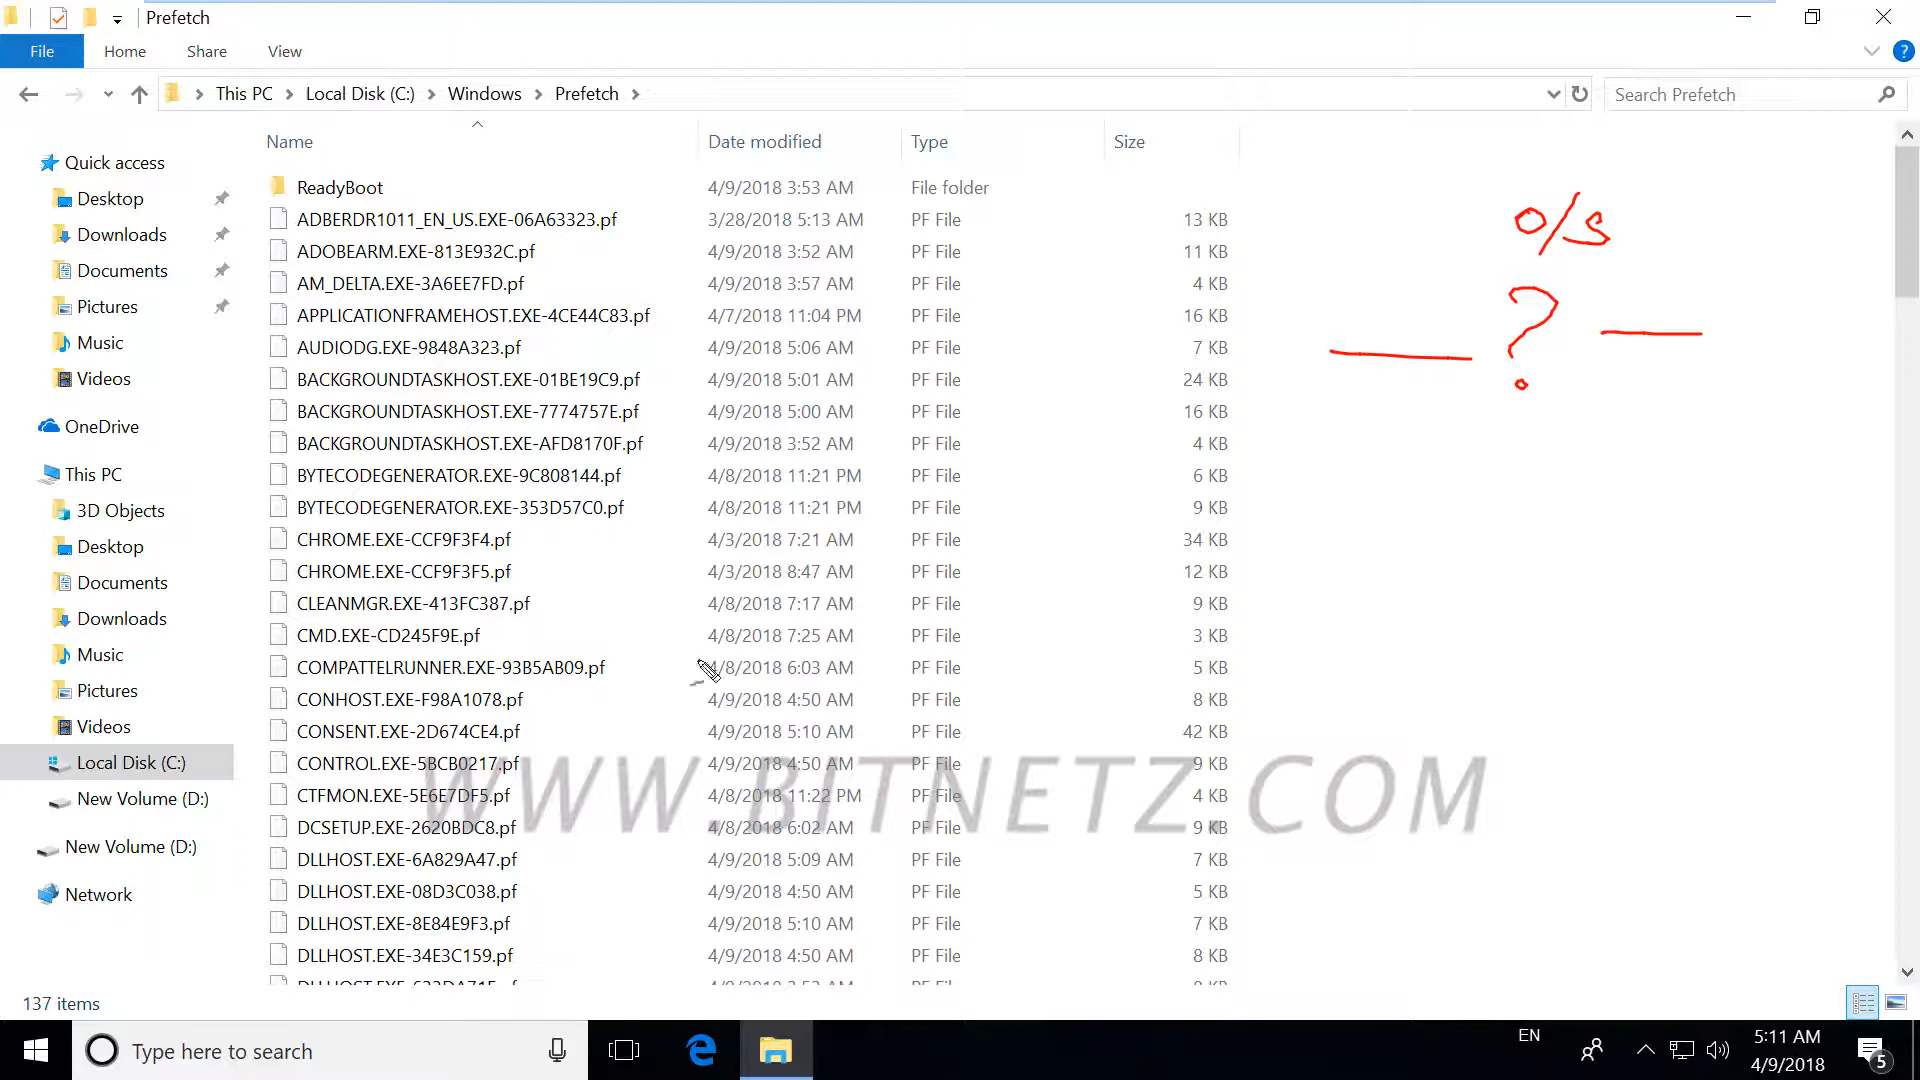 Prefetch
File Home Share View
This PC Local Disk (C:) Windows Prefetch
Search Prefetch
Name Date modified Type Size
Quick access
Desktop
Downloads
Documents
Pictures
Music
Videos
OneDrive
This PC
3D Objects
Desktop
Documents
Downloads
Music
Pictures
Videos
Local Disk (C:)
New Volume (D:)
New Volume (D:)
Network
ReadyBoot 4/9/2018 3:53 AM File folder
ADBERDR1011_EN_US.EXE-06A63323.pf 3/28/2018 5:13 AM PF File 13 KB
ADOBEARM.EXE-813E932C.pf 4/9/2018 3:52 AM PF File 11 KB
AM_DELTA.EXE-3A6EE7FD.pf 4/9/2018 3:57 AM PF File 4 KB
APPLICATIONFRAMEHOST.EXE-4CE44C83.pf 4/7/2018 11:04 PM PF File 16 KB
AUDIODG.EXE-9848A323.pf 4/9/2018 5:06 AM PF File 7 KB
BACKGROUNDTASKHOST.EXE-01BE19C9.pf 4/9/2018 5:01 AM PF File 24 KB
BACKGROUNDTASKHOST.EXE-7774757E.pf 4/9/2018 5:00 AM PF File 16 KB
BACKGROUNDTASKHOST.EXE-AFD8170F.pf 4/9/2018 3:52 AM PF File 4 KB
BYTECODEGENERATOR.EXE-9C808144.pf 4/8/2018 11:21 PM PF File 6 KB
BYTECODEGENERATOR.EXE-353D57C0.pf 4/8/2018 11:21 PM PF File 9 KB
CHROME.EXE-CCF9F3F4.pf 4/3/2018 7:21 AM PF File 34 KB
CHROME.EXE-CCF9F3F5.pf 4/3/2018 8:47 AM PF File 12 KB
CLEANMGR.EXE-413FC387.pf 4/8/2018 7:17 AM PF File 9 KB
CMD.EXE-CD245F9E.pf 4/8/2018 7:25 AM PF File 3 KB
COMPATTELRUNNER.EXE-93B5AB09.pf 4/8/2018 6:03 AM PF File 5 KB
CONHOST.EXE-F98A1078.pf 4/9/2018 4:50 AM PF File 8 KB
CONSENT.EXE-2D674CE4.pf 4/9/2018 5:10 AM PF File 42 KB
CONTROL.EXE-5BCB0217.pf 4/9/2018 4:50 AM PF File 9 KB
CTFMON.EXE-5E6E7DF5.pf 4/8/2018 11:22 PM PF File 4 KB
DCSETUP.EXE-2620BDC8.pf 4/8/2018 6:02 AM PF File 9 KB
DLLHOST.EXE-6A829A47.pf 4/9/2018 5:09 AM PF File 7 KB
DLLHOST.EXE-08D3C038.pf 4/9/2018 4:50 AM PF File 5 KB
DLLHOST.EXE-8E84E9F3.pf 4/9/2018 5:10 AM PF File 7 KB
DLLHOST.EXE-34E3C159.pf 4/9/2018 4:50 AM PF File 8 KB
o/s
?
WWW.BITNETZ.COM
137 items
Type here to search
EN
5:11 AM
4/9/2018
5